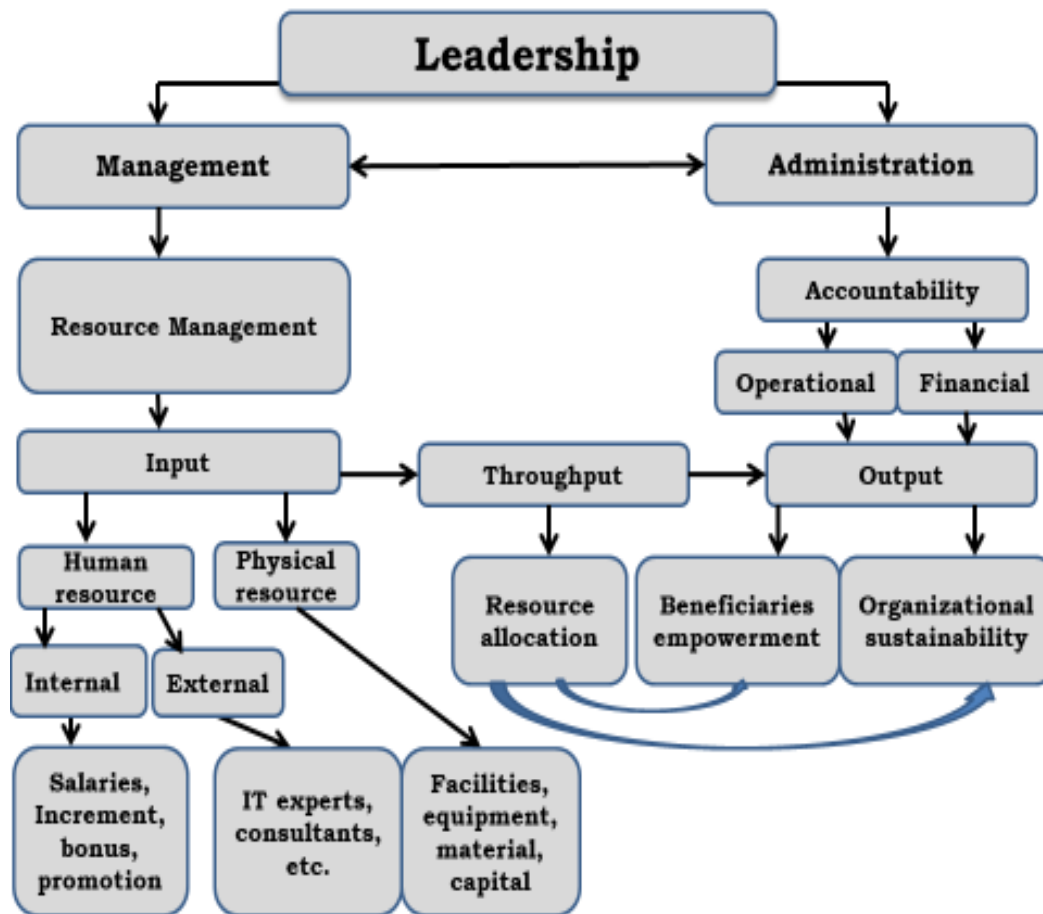 Leadership
Management
Administration
Resource Management
Accountability
Operational
Financial
Input
Throughput
Output
Human
resource
Physical
resource
Resource
allocation
Beneficiaries
empowerment
Organizational
sustainability
Internal
External
Salaries,
Increment,
bonus,
promotion
IT experts,
consultants,
etc.
Facilities,
equipment,
material,
capital